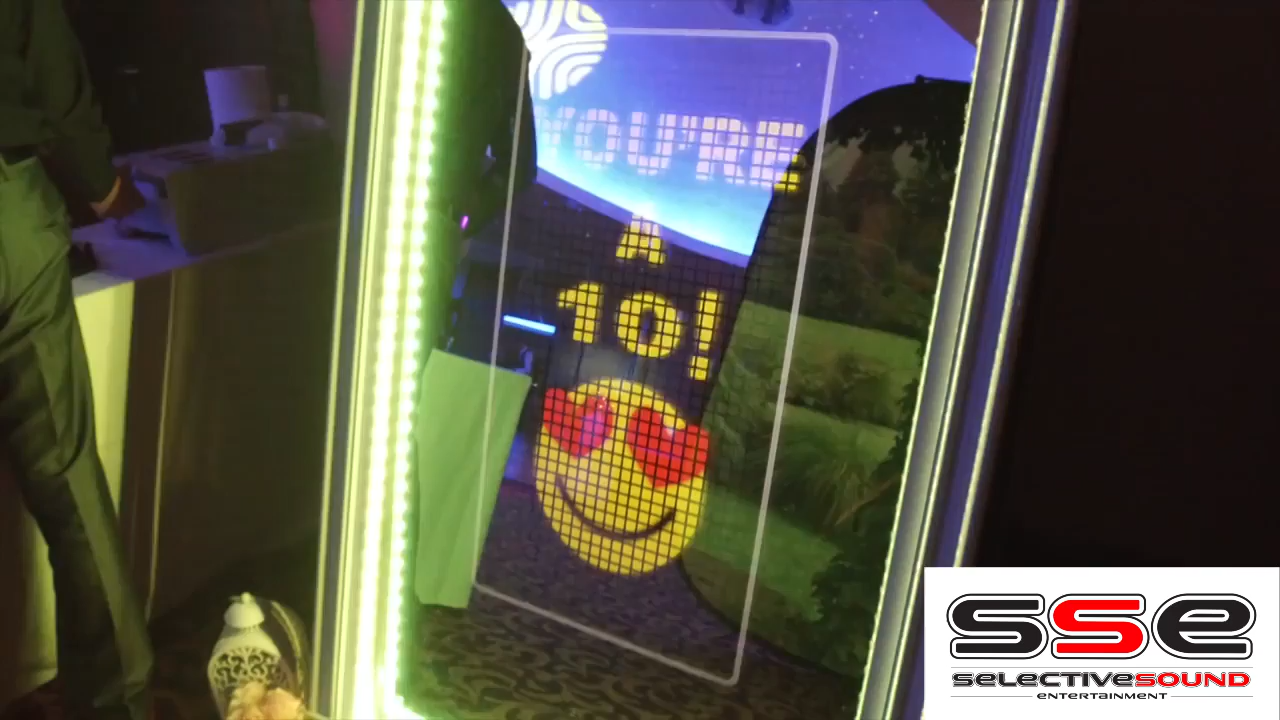 YOU'RE
A
10!
sse
SELECTIVESOUND
ENTERTAINMENT